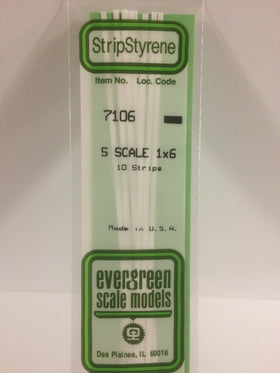 StripStyrene
Item No. Loc. Code
7106
S SCALE 1x6
10 Strips
Made in U.S.A.
evergreen
scale models
Des Plaines, IL 60018